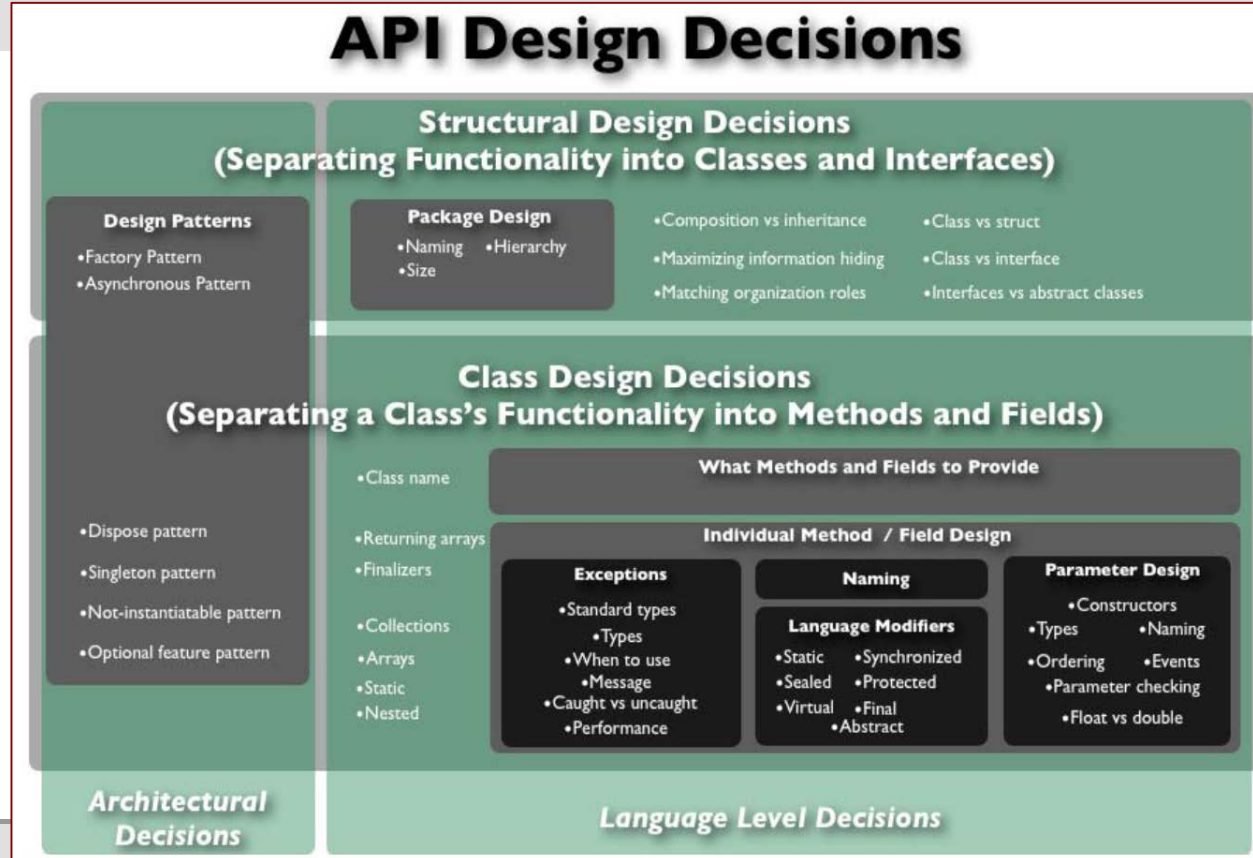 API Design Decisions
Structural Design Decisions
(Separating Functionality into Classes and Interfaces)
Design Patterns
•Factory Pattern
•Asynchronous Pattern
Package Design
•Naming •Hierarchy
•Size
•Composition vs inheritance
•Maximizing information hiding
•Matching organization roles
•Class vs struct
•Class vs interface
•Interfaces vs abstract classes
Class Design Decisions
(Separating a Class's Functionality into Methods and Fields)
•Dispose pattern
•Singleton pattern
•Not-instantiatable pattern
•Optional feature pattern
•Class name
•Returning arrays
•Finalizers
•Collections
•Arrays
•Static
•Nested
What Methods and Fields to Provide
Individual Method / Field Design
Exceptions
•Standard types
•Types
•When to use
•Message
•Caught vs uncaught
•Performance
Naming
Language Modifiers
•Static •Synchronized
•Sealed •Protected
•Virtual •Final
•Abstract
Parameter Design
•Constructors
•Types •Naming
•Ordering •Events
•Parameter checking
•Float vs double
Architectural
Decisions
Language Level Decisions